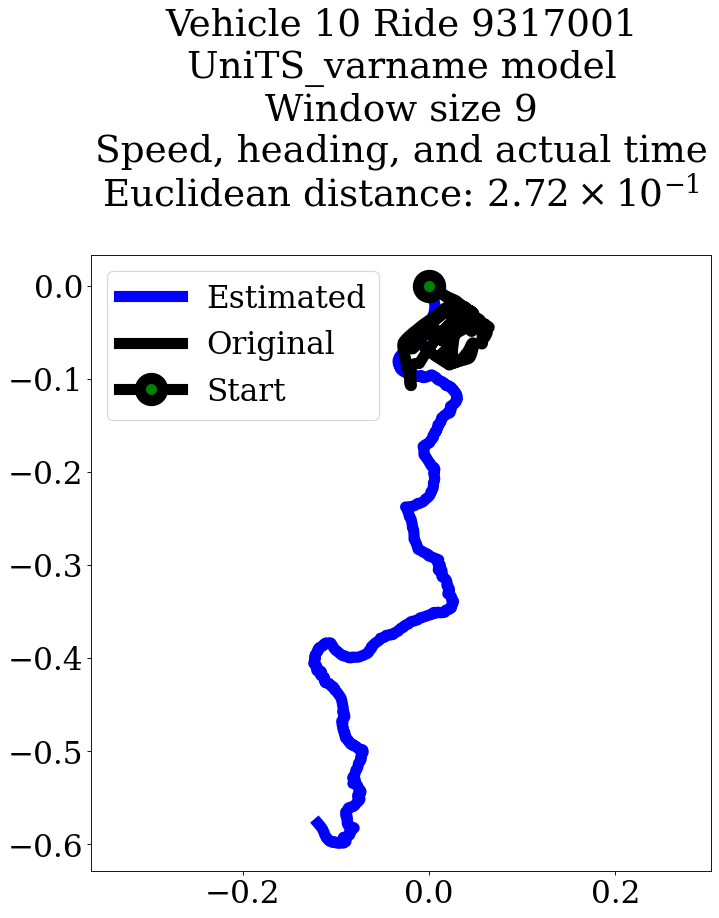 Vehicle 10 Ride 9317001
UniTS_varname model
Window size 9
Speed, heading, and actual time
Euclidean distance: 2.72 × 10⁻¹
Estimated
Original
Start
0.0
−0.1
−0.2
−0.3
−0.4
−0.5
−0.6
−0.2
0.0
0.2